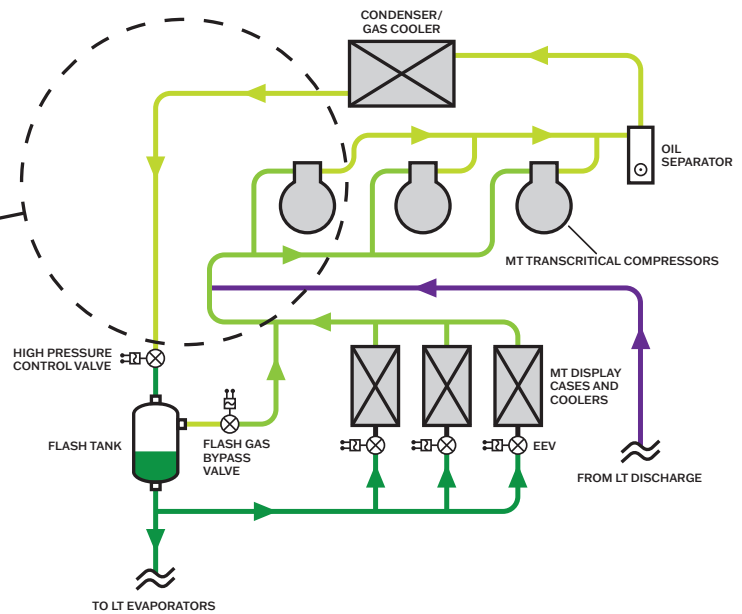 CONDENSER/
GAS COOLER
OIL
SEPARATOR
MT TRANSCRITICAL COMPRESSORS
HIGH PRESSURE
CONTROL VALVE
MT DISPLAY
CASES AND
COOLERS
FLASH TANK
FLASH GAS
BYPASS
VALVE
EEV
FROM LT DISCHARGE
TO LT EVAPORATORS